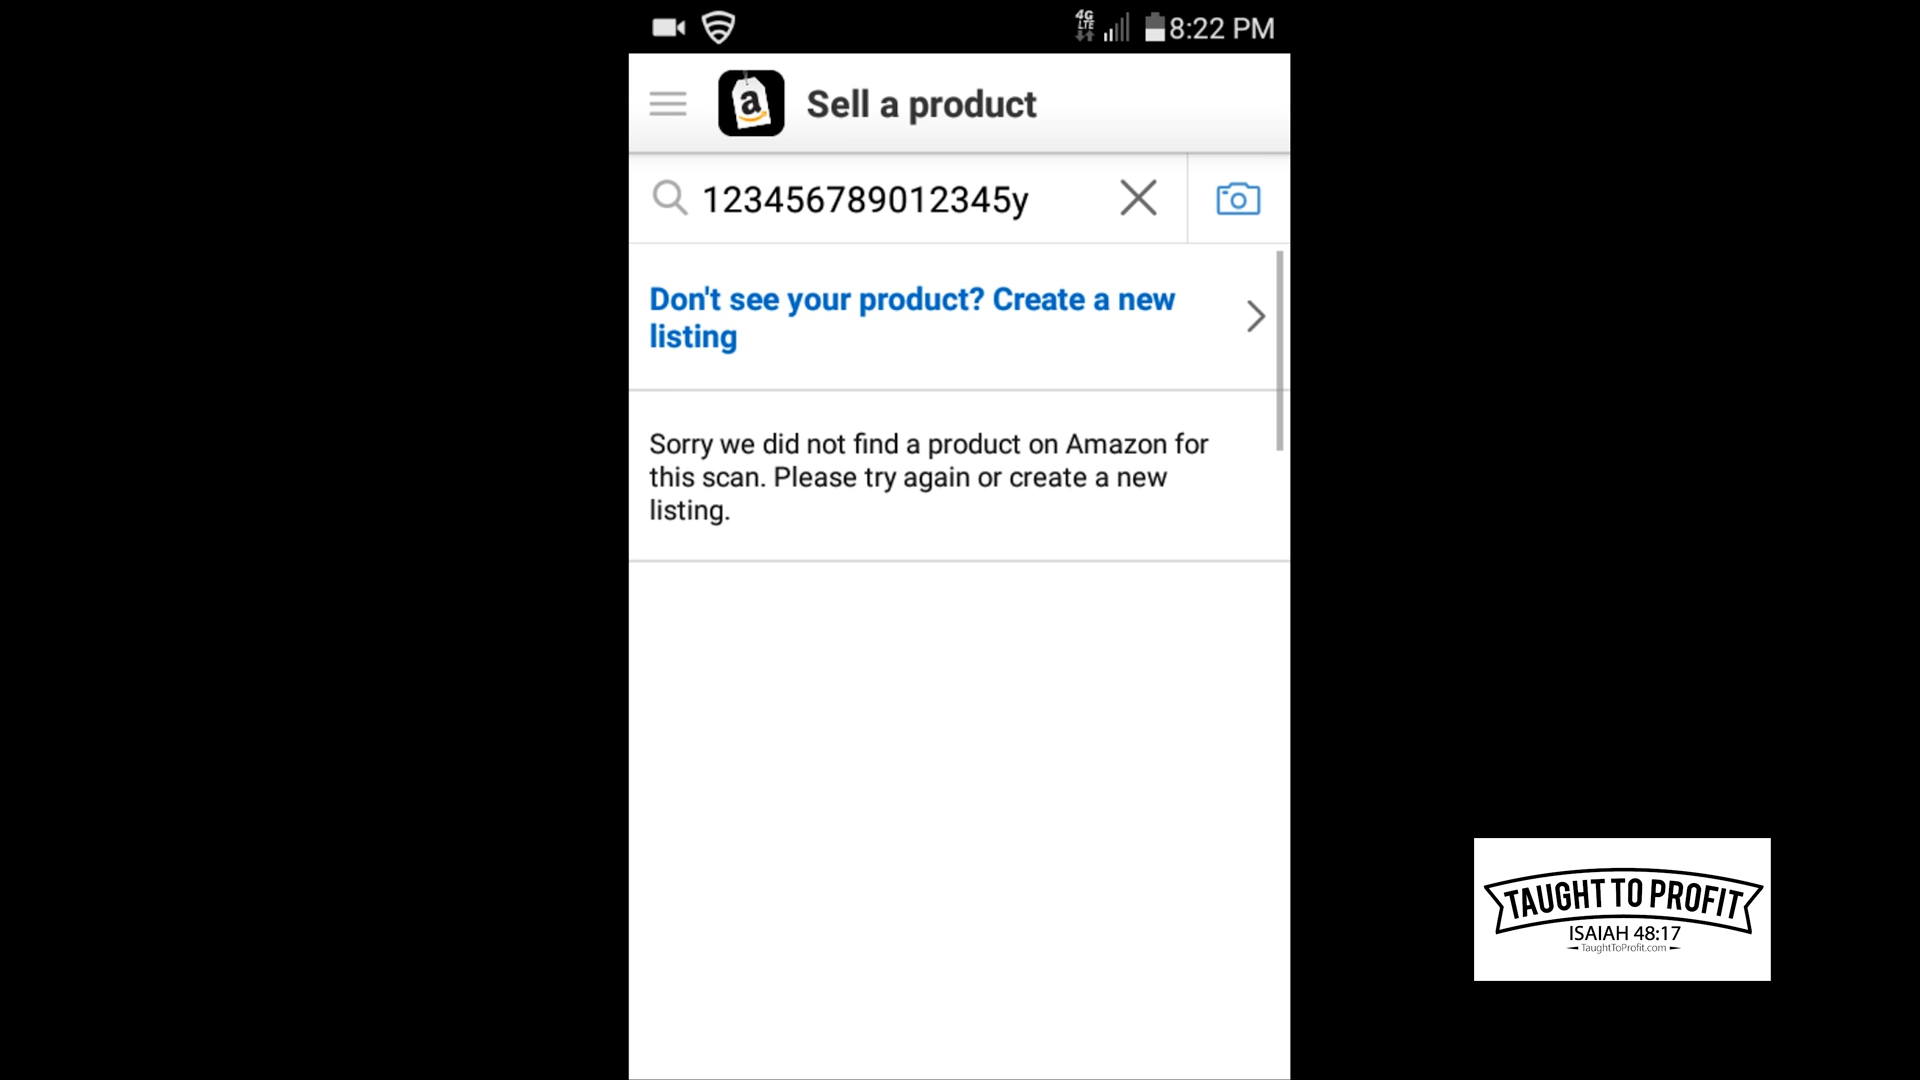 4G
LTE
8:22 PM
a
Sell a product
123456789012345y
Don't see your product? Create a new
listing
Sorry we did not find a product on Amazon for
this scan. Please try again or create a new
listing.
TAUGHT TO PROFIT
ISAIAH 48:17
TaughtToProfit.com